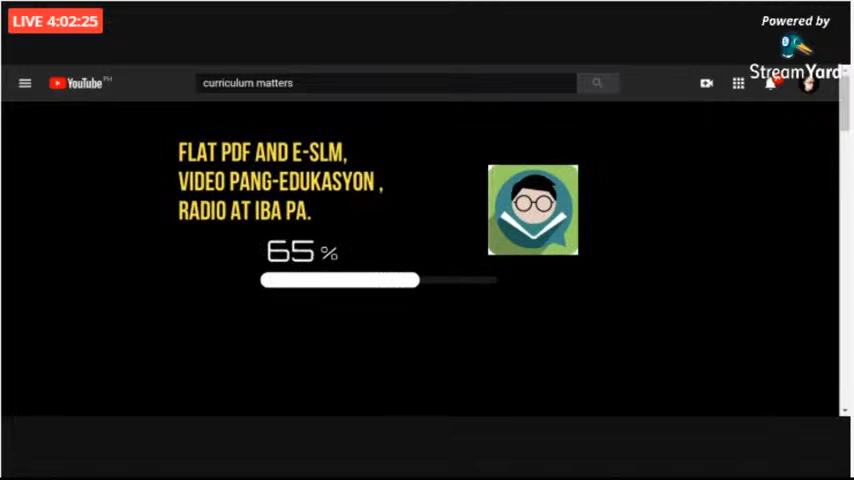 LIVE 4:02:25
Powered by
StreamYard
YouTube PH
curriculum matters
FLAT PDF AND E-SLM,
VIDEO PANG-EDUKASYON ,
RADIO AT IBA PA.
65 %